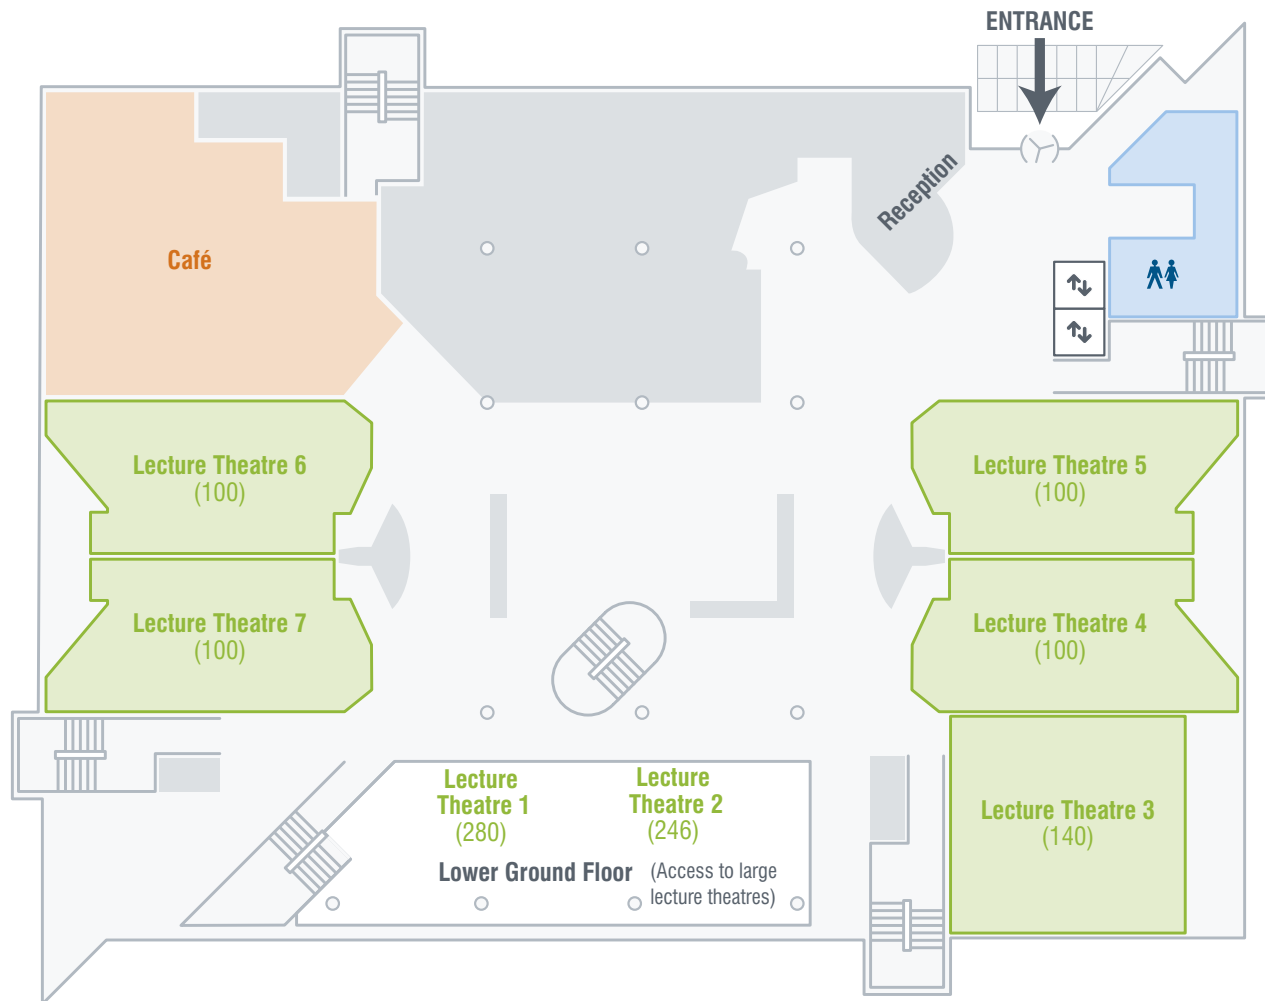 ENTRANCE
Reception
Café
Lecture Theatre 6
(100)
Lecture Theatre 5
(100)
Lecture Theatre 7
(100)
Lecture Theatre 4
(100)
Lecture
Theatre 1
(280)
Lecture
Theatre 2
(246)
Lecture Theatre 3
(140)
Lower Ground Floor
(Access to large
lecture theatres)